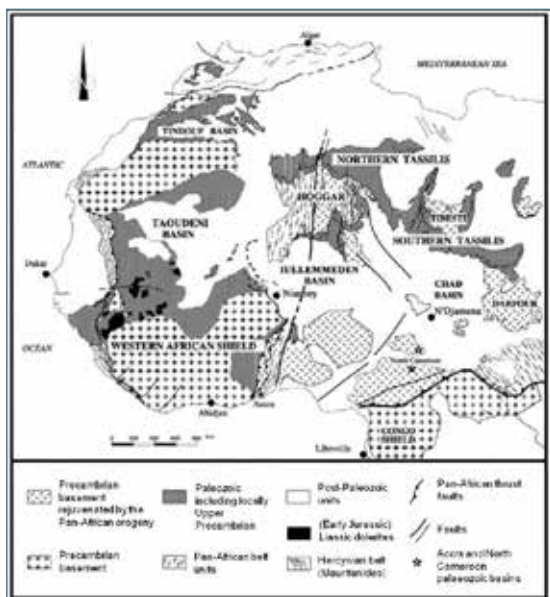 Alger
MEDITERRANEAN SEA
TINDOUF BASIN
ATLANTIC
NORTHERN TASSILIS
HOGGAR
TAOUDENI
BASIN
TIBESTI
SOUTHERN TASSILIS
Dakar
IULLEMMEDEN
BASIN
CHAD
BASIN
Niamey
DARFOUR
N'Djamena
OCEAN
WESTERN AFRICAN SHIELD
North Cameroon
Accra
Abidjan
CONGO
SHIELD
Libreville
Precambrian
basement
rejuvenated by the
Pan-African orogeny
Paleozoic
including locally
Upper
Precambrian
Post-Paleozoic
units
Pan-African thrust
faults
(Early Jurassic)
Liassic dolerites
Faults
Precambrian
basement
Pan-African belt
units
Hercynian belt
(Mauritanides)
Accra and North
Cameroon
paleozoic basins